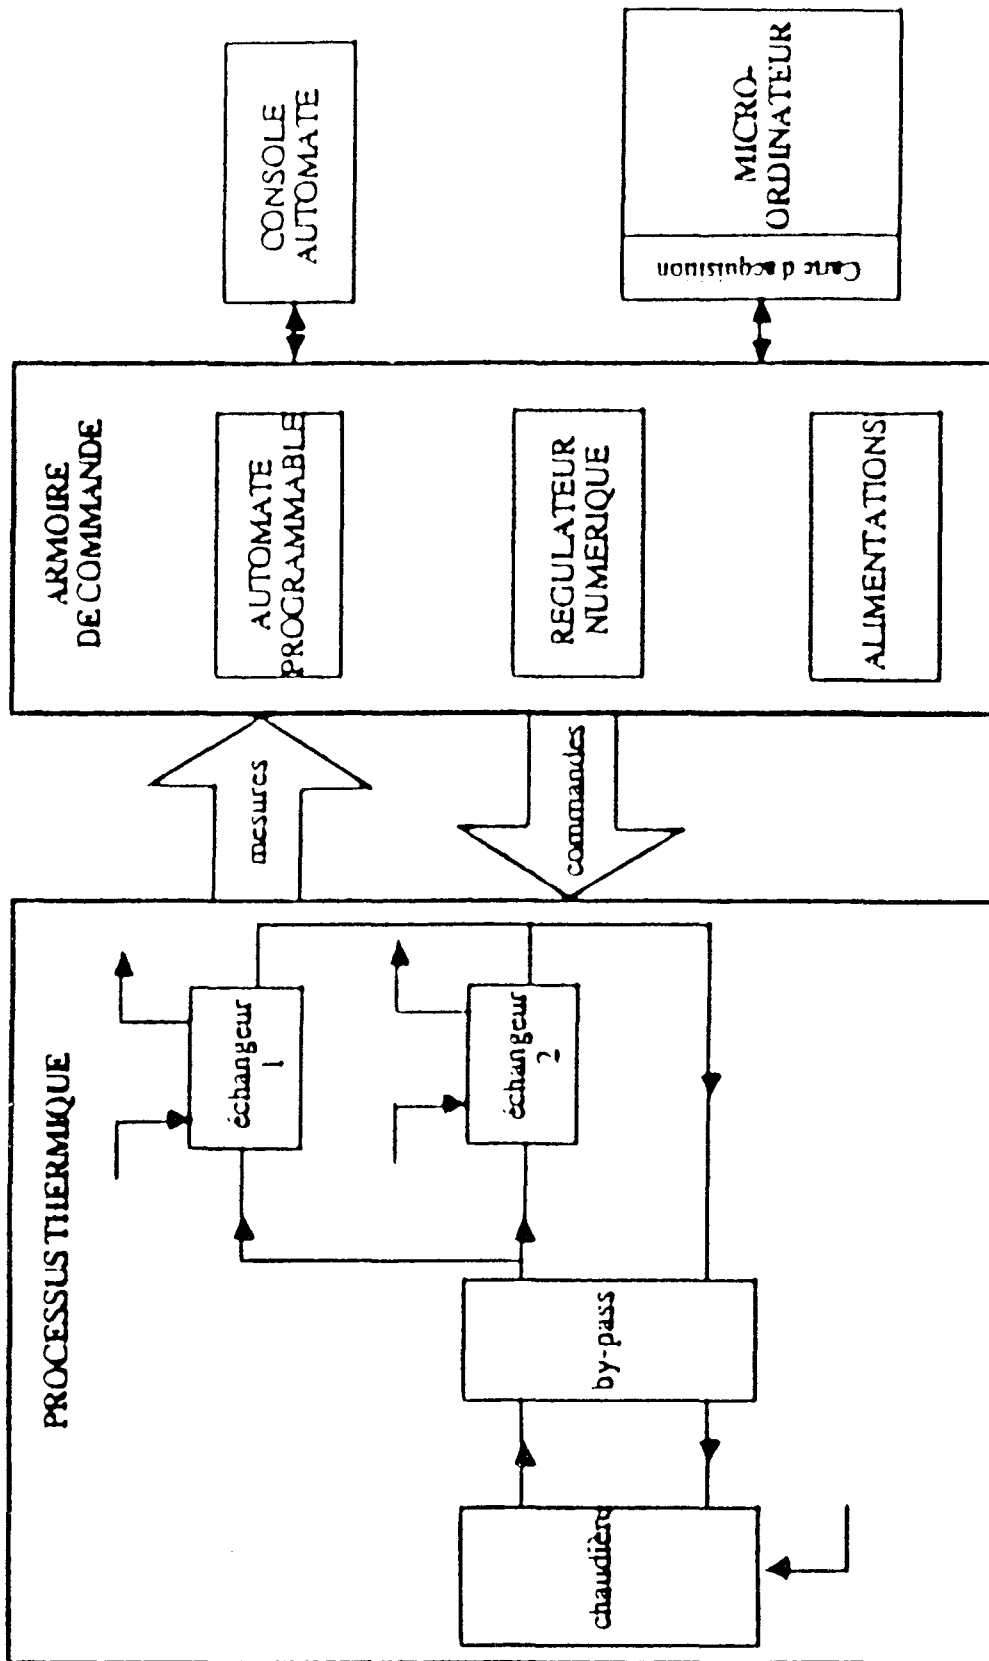 PROCESSUS THERMIQUE
échangeur
1
échangeur
2
by-pass
chaudière
mesures
commandes
ARMOIRE
DE COMMANDE
AUTOMATE
PROGRAMMABLE
REGULATEUR
NUMERIQUE
ALIMENTATIONS
CONSOLE
AUTOMATE
Carte d'acquisition
MICRO-
ORDINATEUR